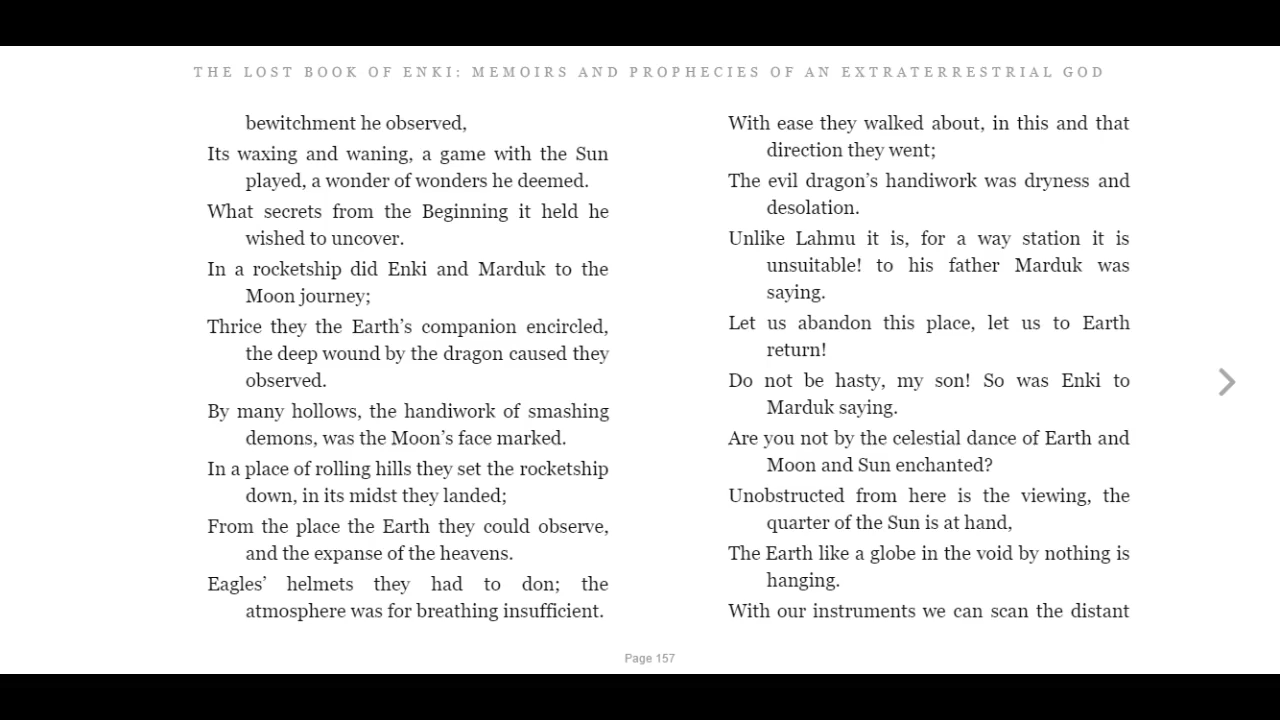 THE LOST BOOK OF ENKI: MEMOIRS AND PROPHECIES OF AN EXTRATERRESTRIAL GOD
bewitchment he observed,
Its waxing and waning, a game with the Sun
played, a wonder of wonders he deemed.
What secrets from the Beginning it held he
wished to uncover.
In a rocketship did Enki and Marduk to the
Moon journey;
Thrice they the Earth’s companion encircled,
the deep wound by the dragon caused they
observed.
By many hollows, the handiwork of smashing
demons, was the Moon’s face marked.
In a place of rolling hills they set the rocketship
down, in its midst they landed;
From the place the Earth they could observe,
and the expanse of the heavens.
Eagles’ helmets they had to don; the
atmosphere was for breathing insufficient.
With ease they walked about, in this and that
direction they went;
The evil dragon’s handiwork was dryness and
desolation.
Unlike Lahmu it is, for a way station it is
unsuitable! to his father Marduk was
saying.
Let us abandon this place, let us to Earth
return!
Do not be hasty, my son! So was Enki to
Marduk saying.
Are you not by the celestial dance of Earth and
Moon and Sun enchanted?
Unobstructed from here is the viewing, the
quarter of the Sun is at hand,
The Earth like a globe in the void by nothing is
hanging.
With our instruments we can scan the distant
Page 157